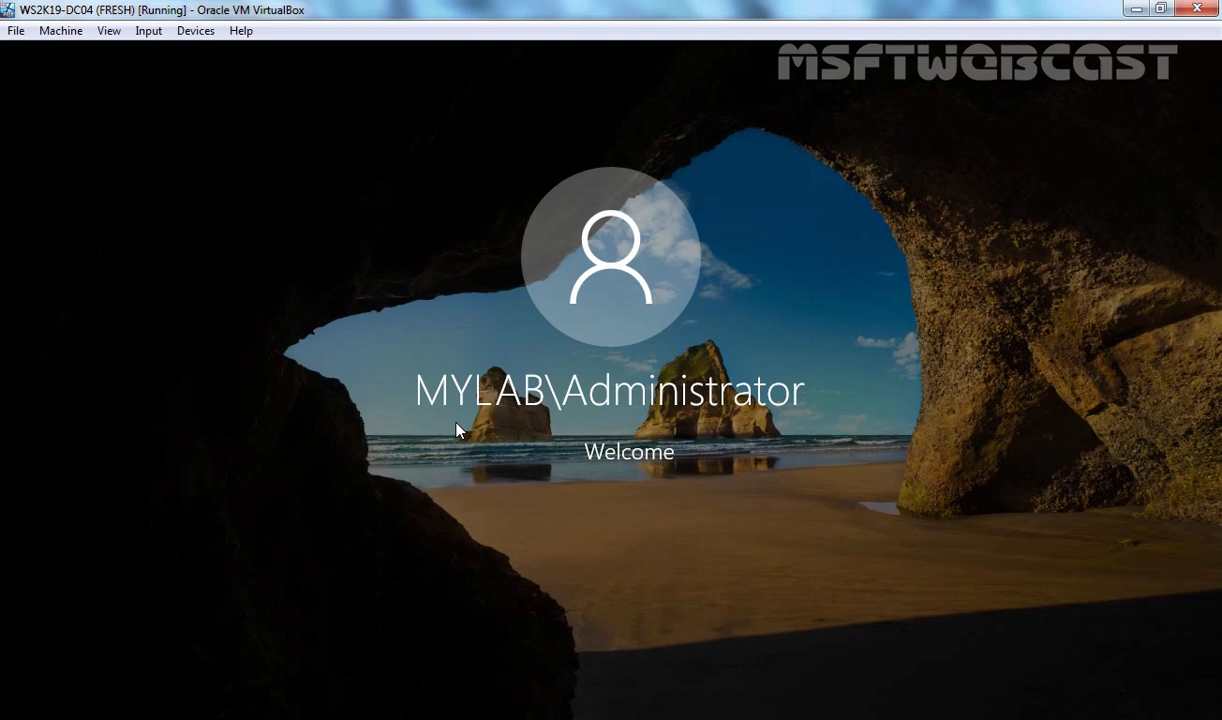 WS2K19-DC04 (FRESH) [Running] - Oracle VM VirtualBox
File Machine View Input Devices Help
MSFTWEBCAST
MYLAB\Administrator
Welcome